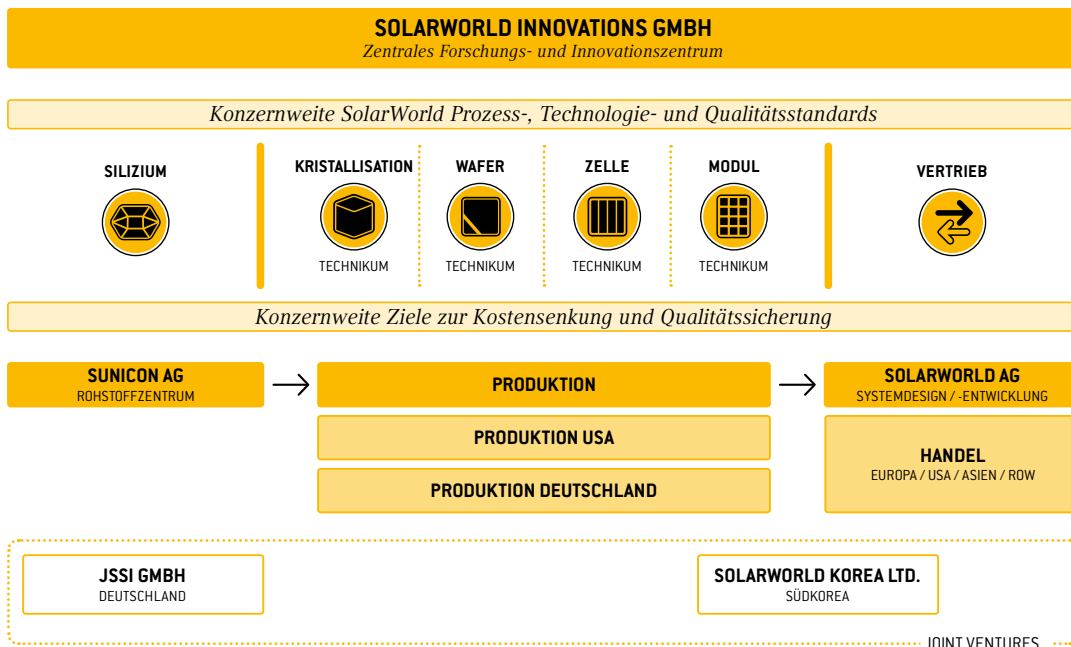 SOLARWORLD INNOVATIONS GMBH
Zentrales Forschungs- und Innovationszentrum
Konzernweite SolarWorld Prozess-, Technologie- und Qualitätsstandards
SILIZIUM
KRISTALLISATION
WAFER
ZELLE
MODUL
VERTRIEB
TECHNIKUM
TECHNIKUM
TECHNIKUM
TECHNIKUM
Konzernweite Ziele zur Kostensenkung und Qualitätssicherung
SUNICON AG
ROHSTOFFZENTRUM
PRODUKTION
SOLARWORLD AG
SYSTEMDESIGN / -ENTWICKLUNG
PRODUKTION USA
PRODUKTION DEUTSCHLAND
HANDEL
EUROPA / USA / ASIEN / ROW
JSSI GMBH
DEUTSCHLAND
SOLARWORLD KOREA LTD.
SÜDKOREA
JOINT VENTURES